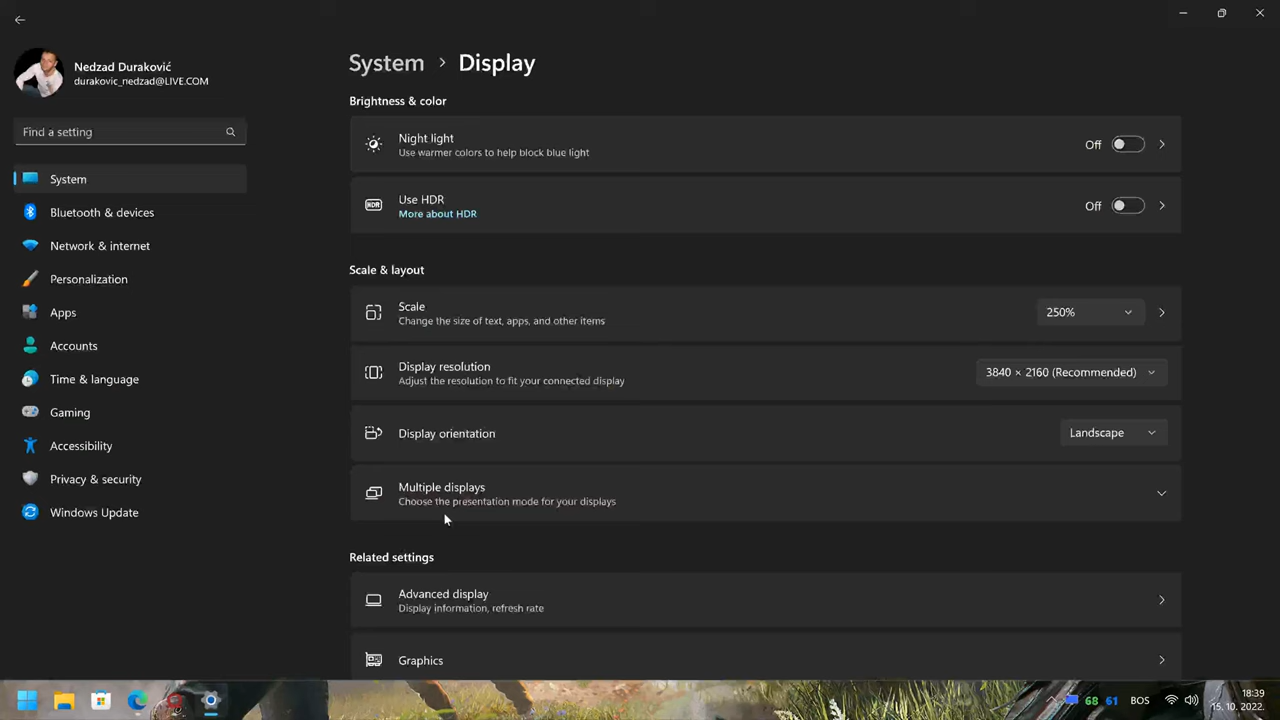 Nedzad Duraković
durakovic_nedzad@LIVE.COM
Find a setting
System
Bluetooth & devices
Network & internet
Personalization
Apps
Accounts
Time & language
Gaming
Accessibility
Privacy & security
Windows Update
System > Display
Brightness & color
Night light
Use warmer colors to help block blue light
Off
HDR
Use HDR
More about HDR
Off
Scale & layout
Scale
Change the size of text, apps, and other items
250%
Display resolution
Adjust the resolution to fit your connected display
3840 × 2160 (Recommended)
Display orientation
Landscape
Multiple displays
Choose the presentation mode for your displays
Related settings
Advanced display
Display information, refresh rate
Graphics
68 61 BOS
18:39
15. 10. 2022.